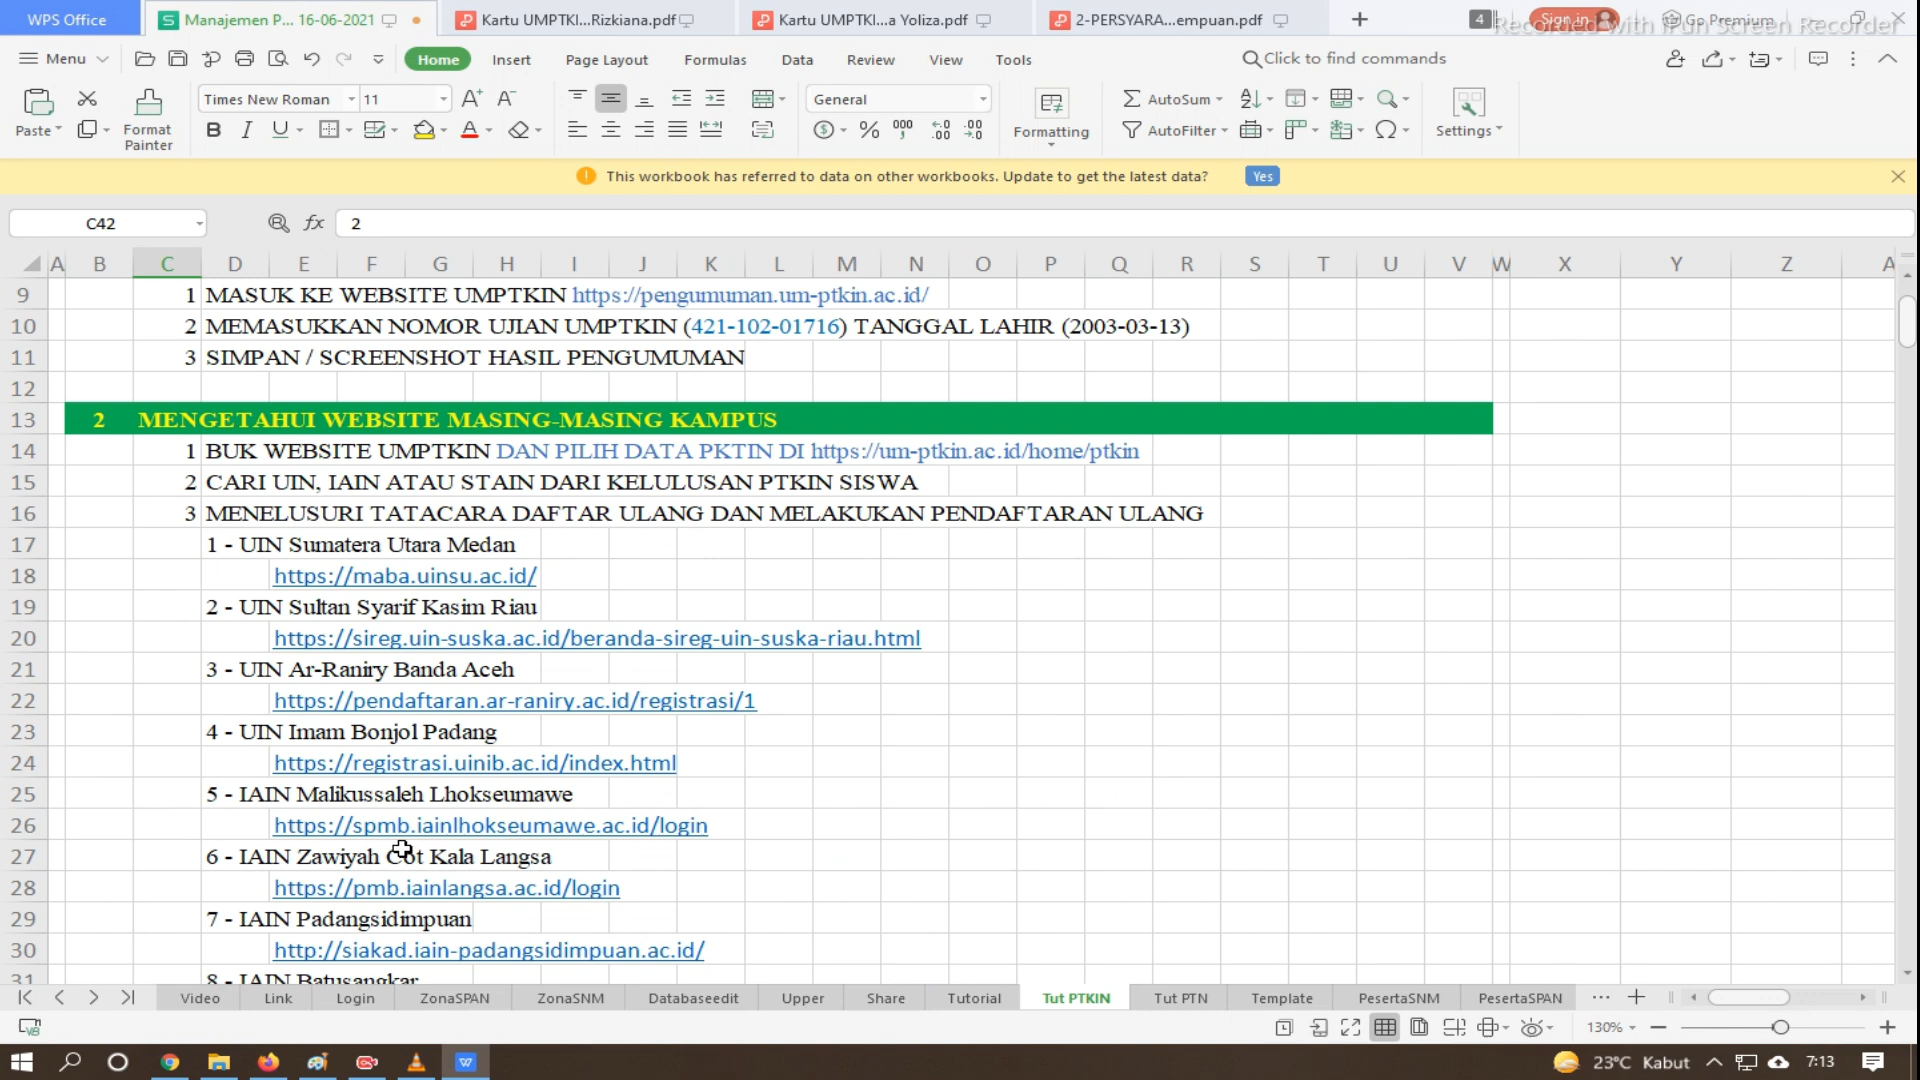 WPS Office
Manajemen P... 16-06-2021
Kartu UMPTKI...Rizkiana.pdf
Kartu UMPTKI...a Yoliza.pdf
2-PERSYARA...empuan.pdf
4
Sign in
Go Premium
Recorded with iFun Screen Recorder
Menu
Home
Insert
Page Layout
Formulas
Data
Review
View
Tools
Click to find commands
Paste
Format Painter
Times New Roman
11
General
Formatting
AutoSum
AutoFilter
Settings
This workbook has referred to data on other workbooks. Update to get the latest data?
Yes
C42
fx
2
A B C D E F G H I J K L M N O P Q R S T U V W X Y Z A
9 1 MASUK KE WEBSITE UMPTKIN https://pengumuman.um-ptkin.ac.id/
10 2 MEMASUKKAN NOMOR UJIAN UMPTKIN (421-102-01716) TANGGAL LAHIR (2003-03-13)
11 3 SIMPAN / SCREENSHOT HASIL PENGUMUMAN
12
13 2 MENGETAHUI WEBSITE MASING-MASING KAMPUS
14 1 BUK WEBSITE UMPTKIN DAN PILIH DATA PKTIN DI https://um-ptkin.ac.id/home/ptkin
15 2 CARI UIN, IAIN ATAU STAIN DARI KELULUSAN PTKIN SISWA
16 3 MENELUSURI TATACARA DAFTAR ULANG DAN MELAKUKAN PENDAFTARAN ULANG
17 1 - UIN Sumatera Utara Medan
18 https://maba.uinsu.ac.id/
19 2 - UIN Sultan Syarif Kasim Riau
20 https://sireg.uin-suska.ac.id/beranda-sireg-uin-suska-riau.html
21 3 - UIN Ar-Raniry Banda Aceh
22 https://pendaftaran.ar-raniry.ac.id/registrasi/1
23 4 - UIN Imam Bonjol Padang
24 https://registrasi.uinib.ac.id/index.html
25 5 - IAIN Malikussaleh Lhokseumawe
26 https://spmb.iainlhokseumawe.ac.id/login
27 6 - IAIN Zawiyah Cot Kala Langsa
28 https://pmb.iainlangsa.ac.id/login
29 7 - IAIN Padangsidimpuan
30 http://siakad.iain-padangsidimpuan.ac.id/
31 8 - IAIN Batusangkar
Video
Link
Login
ZonaSPAN
ZonaSNM
Databaseedit
Upper
Share
Tutorial
Tut PTKIN
Tut PTN
Template
PesertaSNM
PesertaSPAN
130%
23°C Kabut
7:13